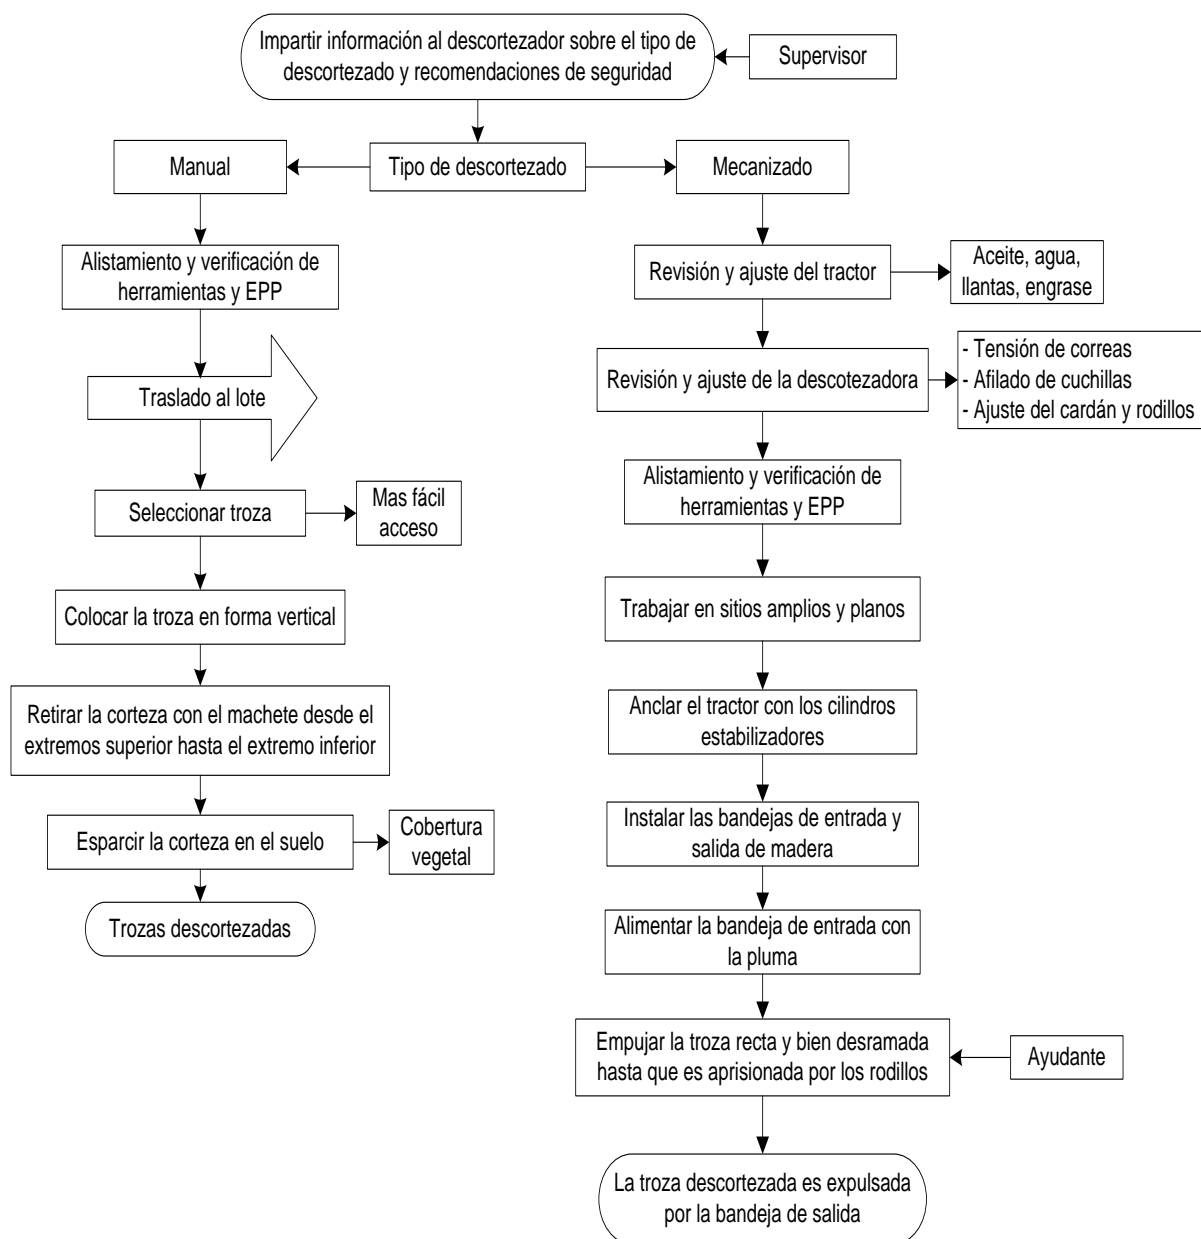 Impartir información al descortezador sobre el tipo de
descortezado y recomendaciones de seguridad
Supervisor
Manual
Tipo de descortezado
Mecanizado
Alistamiento y verificación de
herramientas y EPP
Traslado al lote
Seleccionar troza
Mas fácil
acceso
Colocar la troza en forma vertical
Retirar la corteza con el machete desde el
extremos superior hasta el extremo inferior
Esparcir la corteza en el suelo
Cobertura
vegetal
Trozas descortezadas
Revisión y ajuste del tractor
Aceite, agua,
llantas, engrase
Revisión y ajuste de la descotezadora
- Tensión de correas
- Afilado de cuchillas
- Ajuste del cardán y rodillos
Alistamiento y verificación de
herramientas y EPP
Trabajar en sitios amplios y planos
Anclar el tractor con los cilindros
estabilizadores
Instalar las bandejas de entrada y
salida de madera
Alimentar la bandeja de entrada con
la pluma
Empujar la troza recta y bien desramada
hasta que es aprisionada por los rodillos
Ayudante
La troza descortezada es expulsada
por la bandeja de salida